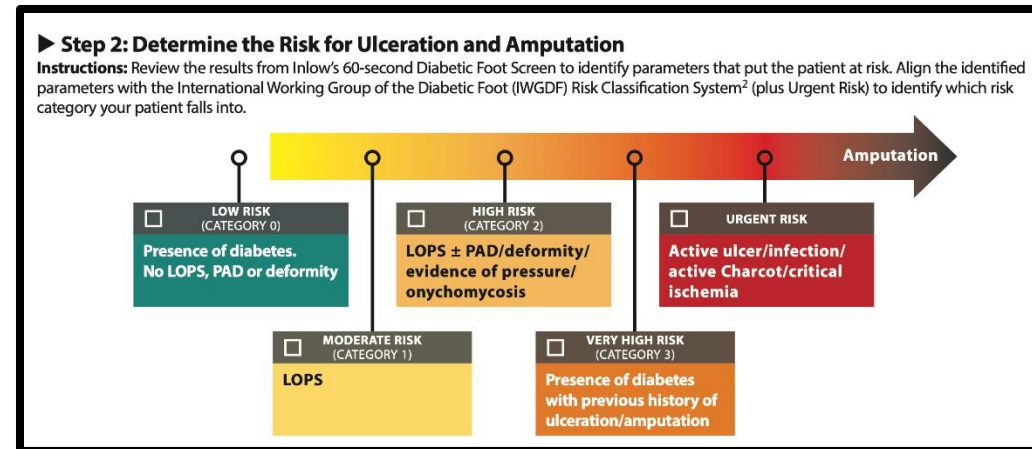 ▶ Step 2: Determine the Risk for Ulceration and Amputation
Instructions: Review the results from Inlow's 60-second Diabetic Foot Screen to identify parameters that put the patient at risk. Align the identified
parameters with the International Working Group of the Diabetic Foot (IWGDF) Risk Classification System2 (plus Urgent Risk) to identify which risk
category your patient falls into.
Amputation
LOW RISK
(CATEGORY 0)
Presence of diabetes.
No LOPS, PAD or deformity
HIGH RISK
(CATEGORY 2)
LOPS ± PAD/deformity/
evidence of pressure/
onychomycosis
URGENT RISK
Active ulcer/infection/
active Charcot/critical
ischemia
MODERATE RISK
(CATEGORY 1)
LOPS
VERY HIGH RISK
(CATEGORY 3)
Presence of diabetes
with previous history of
ulceration/amputation